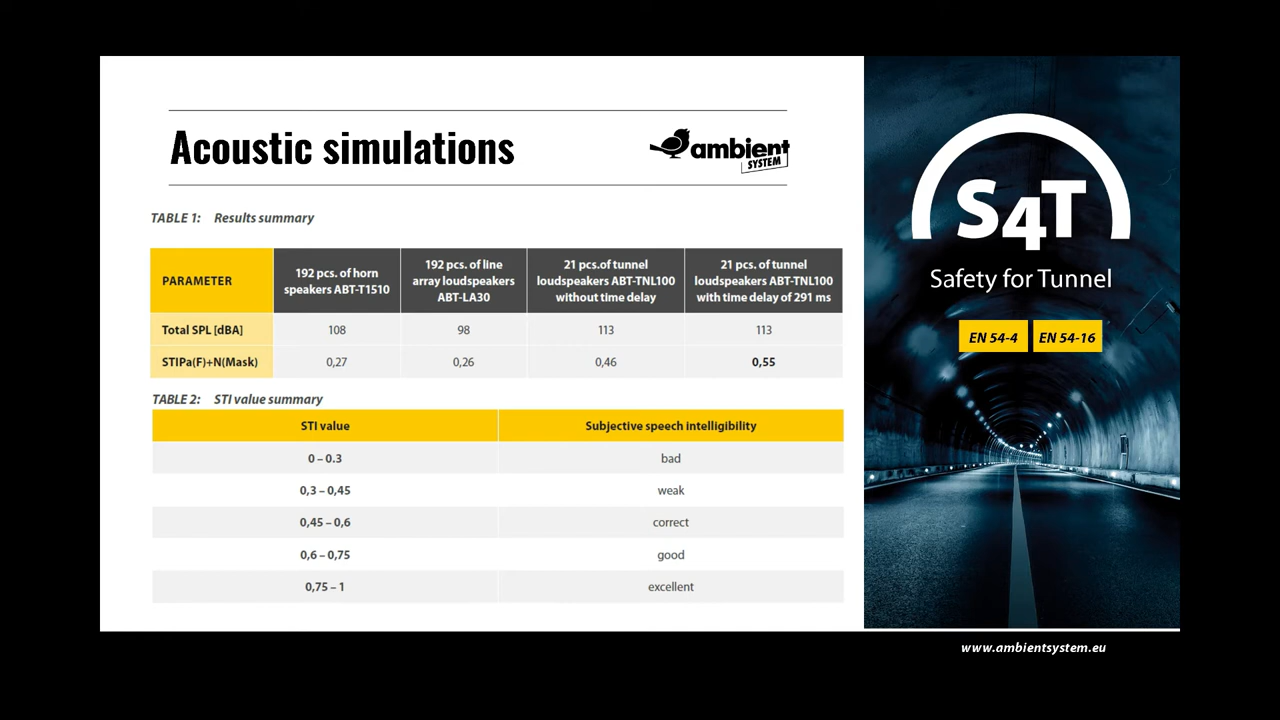 Acoustic simulations
ambient
SYSTEM
TABLE 1: Results summary
PARAMETER
192 pcs. of horn
speakers ABT-T1510
192 pcs. of line
array loudspeakers
ABT-LA30
21 pcs.of tunnel
loudspeakers ABT-TNL100
without time delay
21 pcs. of tunnel
loudspeakers ABT-TNL100
with time delay of 291 ms
Total SPL [dBA] 108 98 113 113
STIPa(F)+N(Mask) 0,27 0,26 0,46 0,55
TABLE 2: STI value summary
STI value Subjective speech intelligibility
0 – 0.3 bad
0,3 – 0,45 weak
0,45 – 0,6 correct
0,6 – 0,75 good
0,75 – 1 excellent
S4T
Safety for Tunnel
EN 54-4 EN 54-16
www.ambientsystem.eu